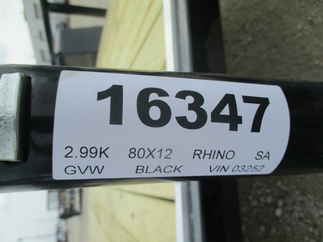 16347
2.99K 80X12 RHINO SA
GVW BLACK VIN 03252